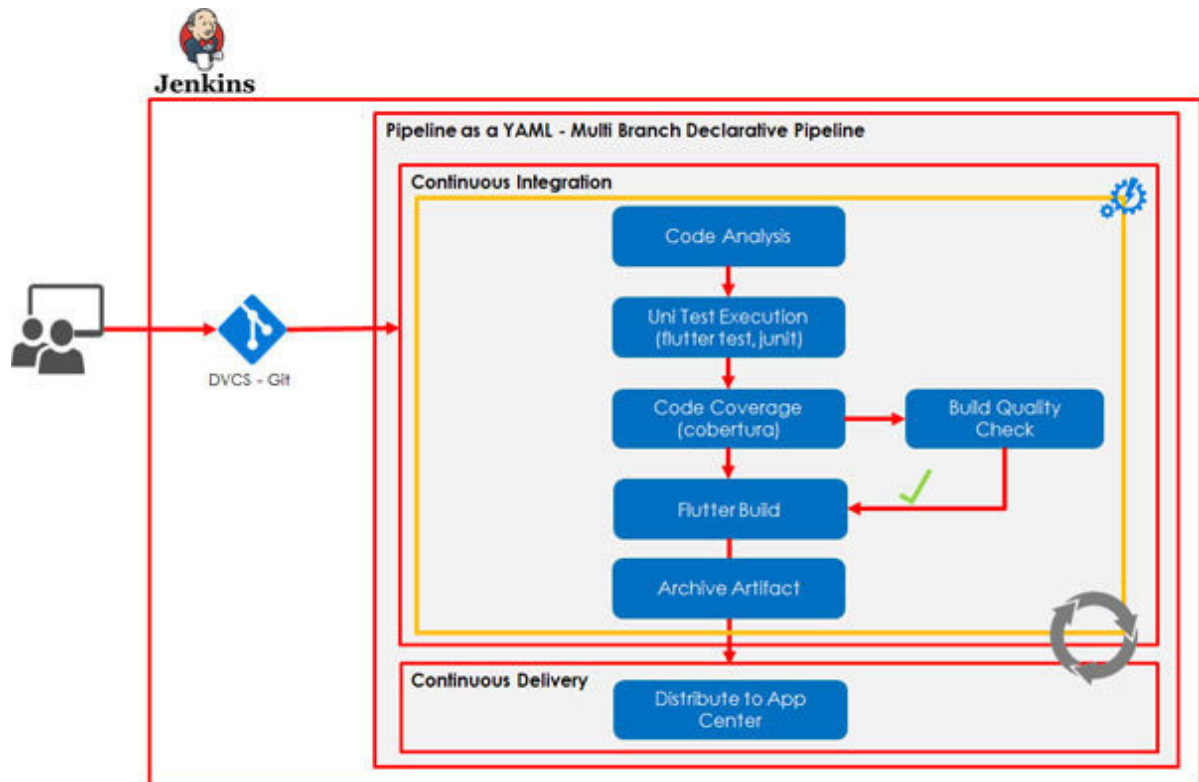 Jenkins
Pipeline as a YAML - Multi Branch Declarative Pipeline
Continuous Integration
Code Analysis
Uni Test Execution
(flutter test, junit)
Code Coverage
(cobertura)
Build Quality
Check
DVCS - Git
Flutter Build
Archive Artifact
Continuous Delivery
Distribute to App
Center